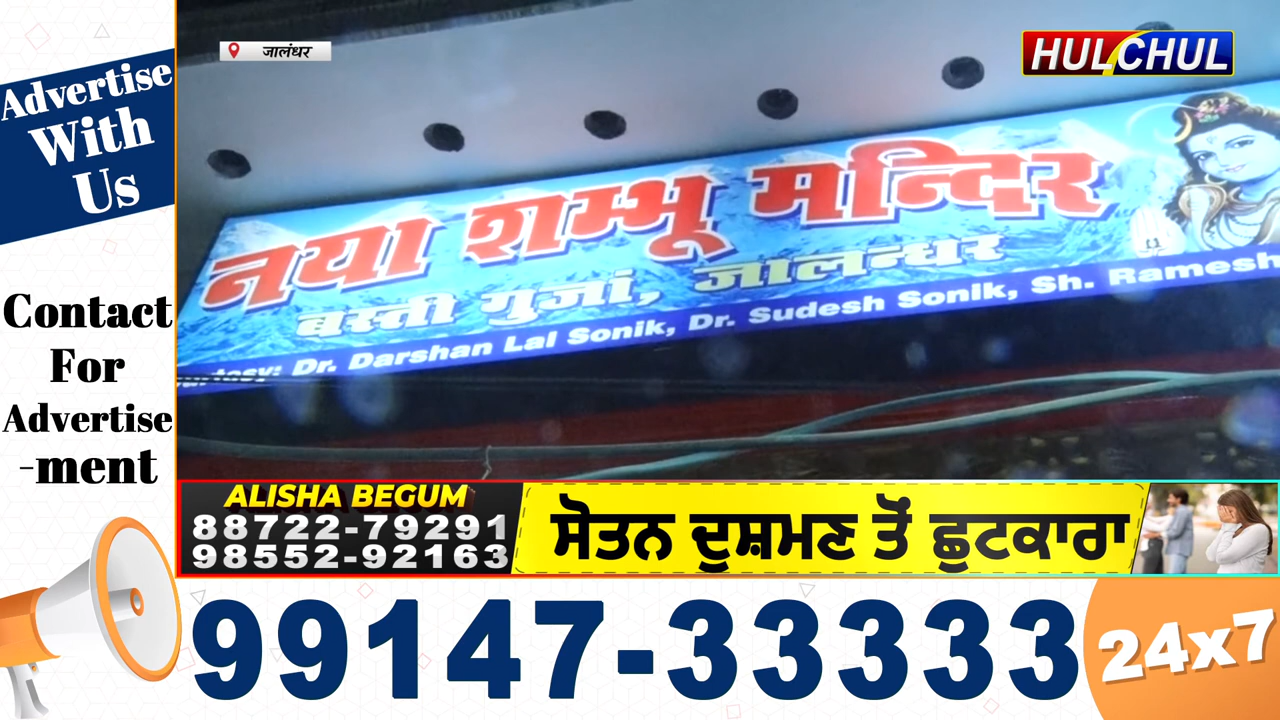 Advertise
With
Us
Contact
For
Advertise
-ment
जालंधर
HULCHUL
नया शम्भू मन्दिर
बस्ती गुजां, जालन्धर
Dr. Darshan Lal Sonik, Dr. Sudesh Sonik, Sh. Ramesh
ALISHA BEGUM
88722-79291
98552-92163
ਸੋਤਨ ਦੁਸ਼ਮਣ ਤੋਂ ਛੁਟਕਾਰਾ
99147-33333
24x7